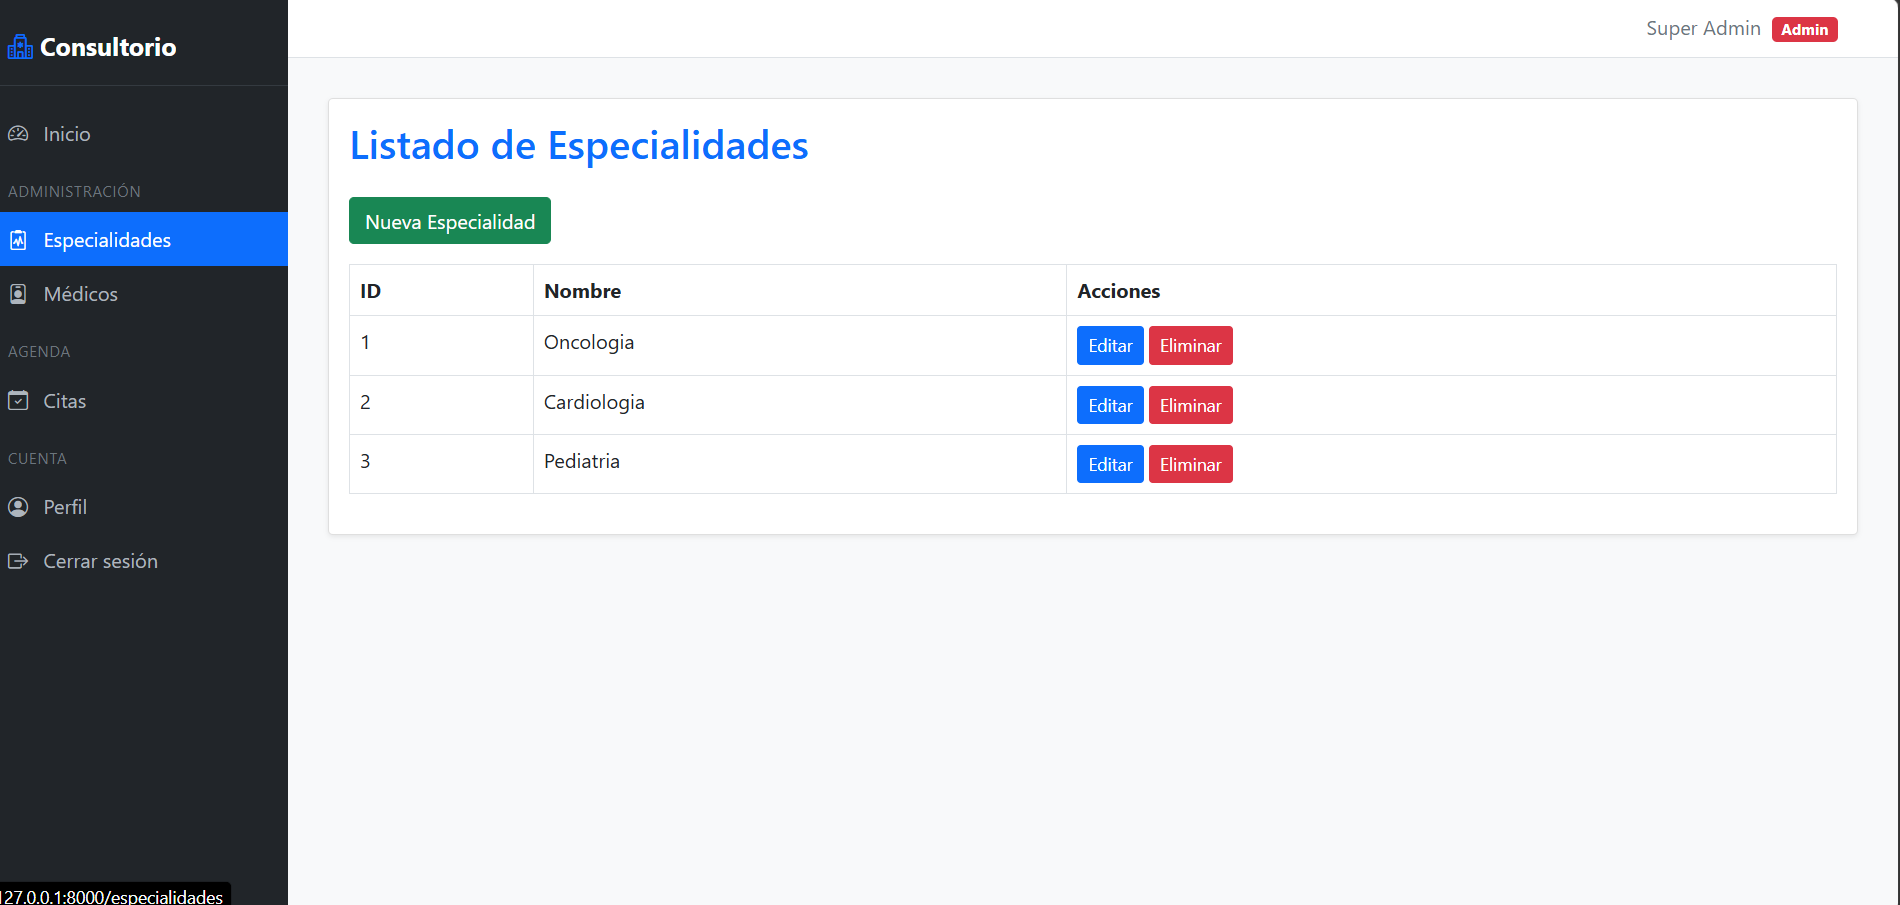 Consultorio
Super Admin Admin
Inicio
ADMINISTRACIÓN
Especialidades
Médicos
AGENDA
Citas
CUENTA
Perfil
Cerrar sesión
Listado de Especialidades
Nueva Especialidad
ID Nombre Acciones
1 Oncologia Editar Eliminar
2 Cardiologia Editar Eliminar
3 Pediatria Editar Eliminar
127.0.0.1:8000/especialidades